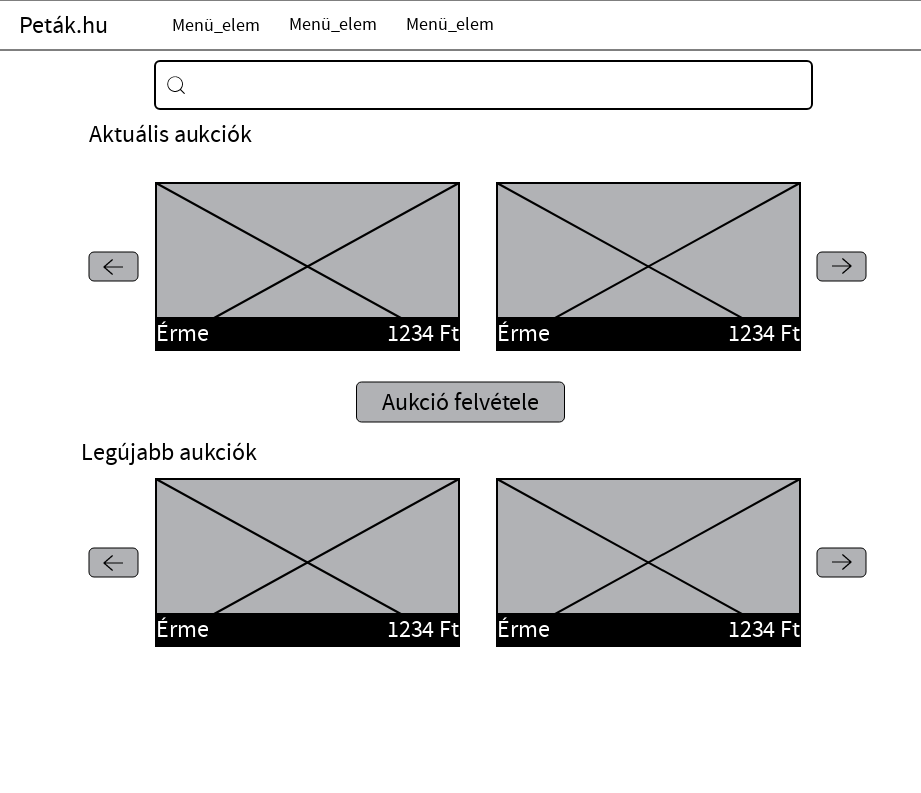 Peták.hu Menü_elem Menü_elem Menü_elem
Aktuális aukciók
Érme 1234 Ft Érme 1234 Ft
Aukció felvétele
Legújabb aukciók
Érme 1234 Ft Érme 1234 Ft